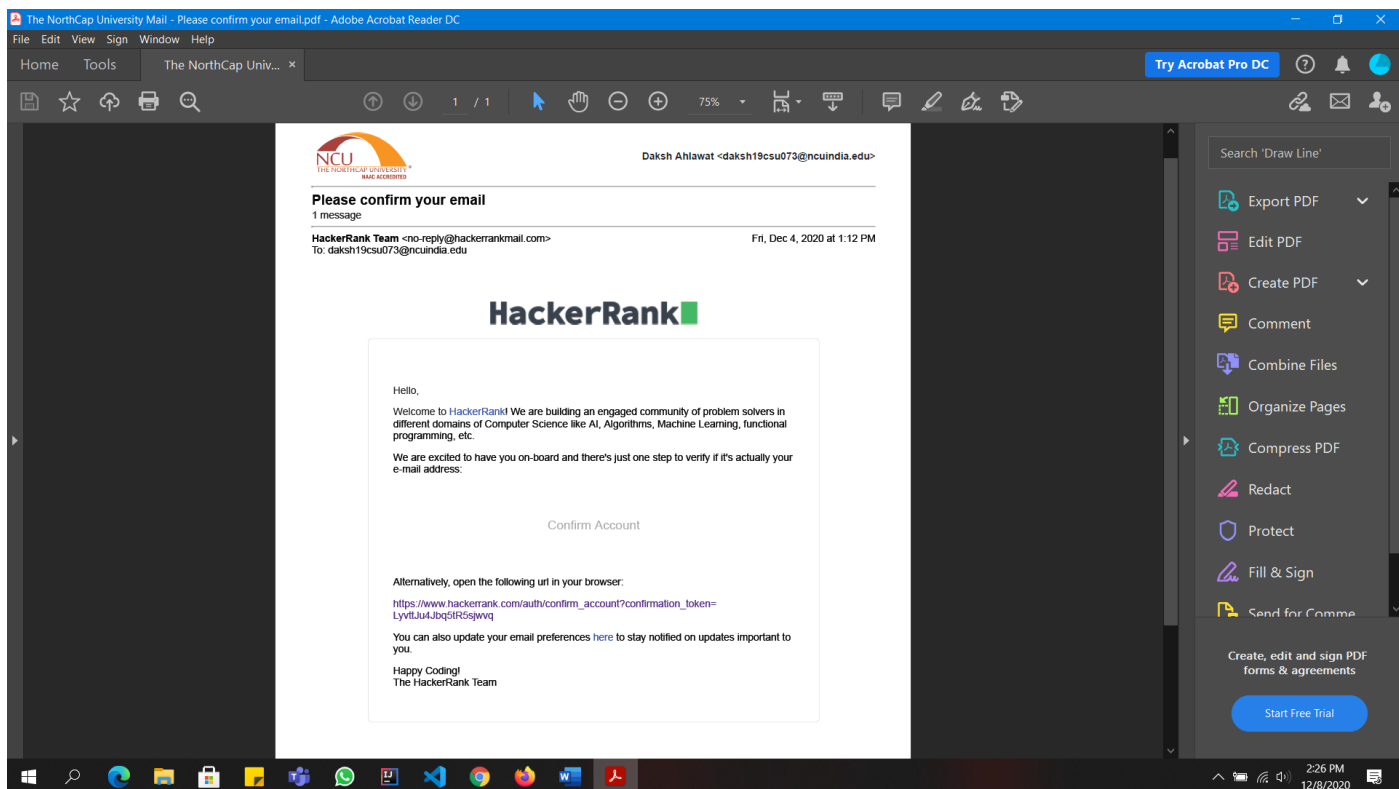 The NorthCap University Mail - Please confirm your email.pdf - Adobe Acrobat Reader DC
File Edit View Sign Window Help
Home Tools The NorthCap Univ... × Try Acrobat Pro DC
1 / 1 75%
NCU
THE NORTHCAP UNIVERSITY
NAAC ACCREDITED
Daksh Ahlawat <daksh19csu073@ncuindia.edu>
Please confirm your email
1 message
HackerRank Team <no-reply@hackerrankmail.com> Fri, Dec 4, 2020 at 1:12 PM
To: daksh19csu073@ncuindia.edu
HackerRank
Hello,
Welcome to HackerRank! We are building an engaged community of problem solvers in
different domains of Computer Science like AI, Algorithms, Machine Learning, functional
programming, etc.
We are excited to have you on-board and there's just one step to verify if it's actually your
e-mail address:
Confirm Account
Alternatively, open the following url in your browser:
https://www.hackerrank.com/auth/confirm_account?confirmation_token=
LyvttJu4Jbq5tR5sjwvq
You can also update your email preferences here to stay notified on updates important to
you.
Happy Coding!
The HackerRank Team
Search 'Draw Line'
Export PDF
Edit PDF
Create PDF
Comment
Combine Files
Organize Pages
Compress PDF
Redact
Protect
Fill & Sign
Send for Comme
Create, edit and sign PDF
forms & agreements
Start Free Trial
2:26 PM
12/8/2020